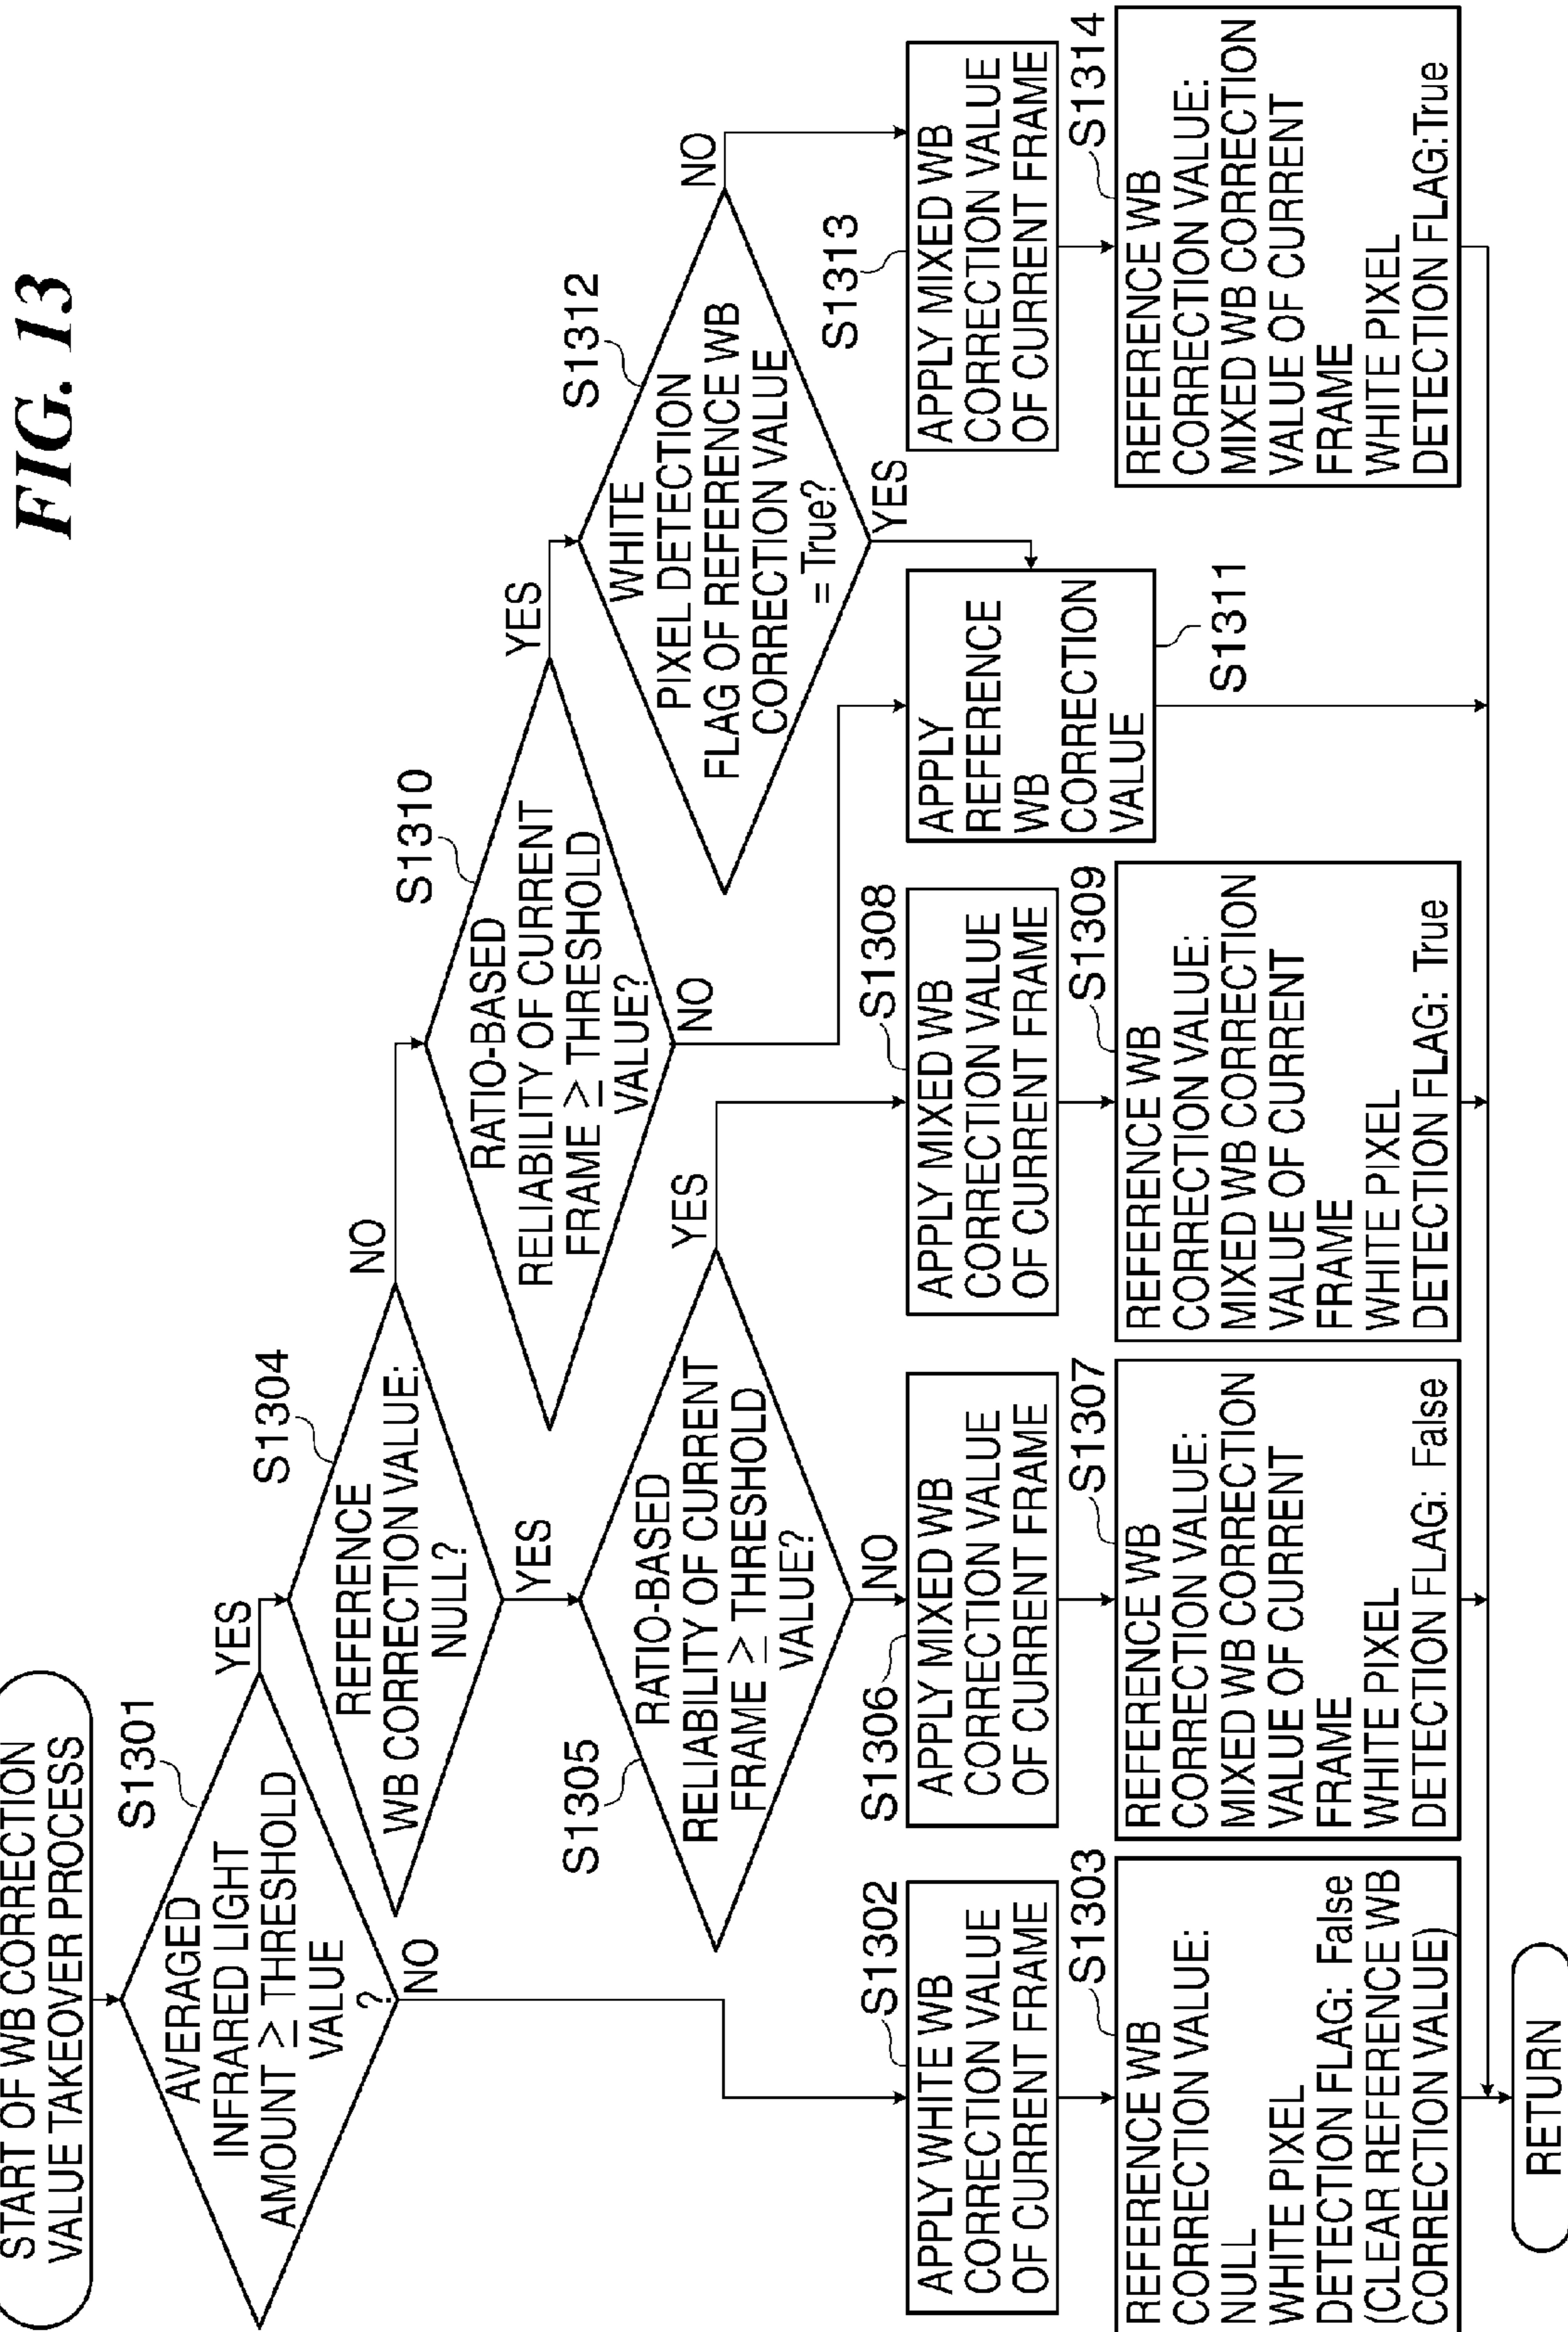 FIG. 13
START OF WB CORRECTION
VALUE TAKEOVER PROCESS
S1301
AVERAGED
INFRARED LIGHT
AMOUNT ≥ THRESHOLD
VALUE
?
YES
NO
S1304
REFERENCE
WB CORRECTION VALUE:
NULL?
NO
YES
S1305
RATIO-BASED
RELIABILITY OF CURRENT
FRAME ≥ THRESHOLD
VALUE?
YES
NO
S1310
RATIO-BASED
RELIABILITY OF CURRENT
FRAME ≥ THRESHOLD
VALUE?
YES
NO
S1312
WHITE
PIXEL DETECTION
FLAG OF REFERENCE WB
CORRECTION VALUE
= True?
NO
YES
S1302
APPLY WHITE WB
CORRECTION VALUE
OF CURRENT FRAME
S1303
REFERENCE WB
CORRECTION VALUE:
NULL
WHITE PIXEL
DETECTION FLAG: False
(CLEAR REFERENCE WB
CORRECTION VALUE)
S1306
APPLY MIXED WB
CORRECTION VALUE
OF CURRENT FRAME
S1307
REFERENCE WB
CORRECTION VALUE:
MIXED WB CORRECTION
VALUE OF CURRENT
FRAME
WHITE PIXEL
DETECTION FLAG: False
S1308
APPLY MIXED WB
CORRECTION VALUE
OF CURRENT FRAME
S1309
REFERENCE WB
CORRECTION VALUE:
MIXED WB CORRECTION
VALUE OF CURRENT
FRAME
WHITE PIXEL
DETECTION FLAG: True
APPLY
REFERENCE
WB
CORRECTION
VALUE
S1311
S1313
APPLY MIXED WB
CORRECTION VALUE
OF CURRENT FRAME
S1314
REFERENCE WB
CORRECTION VALUE:
MIXED WB CORRECTION
VALUE OF CURRENT
FRAME
WHITE PIXEL
DETECTION FLAG:True
RETURN